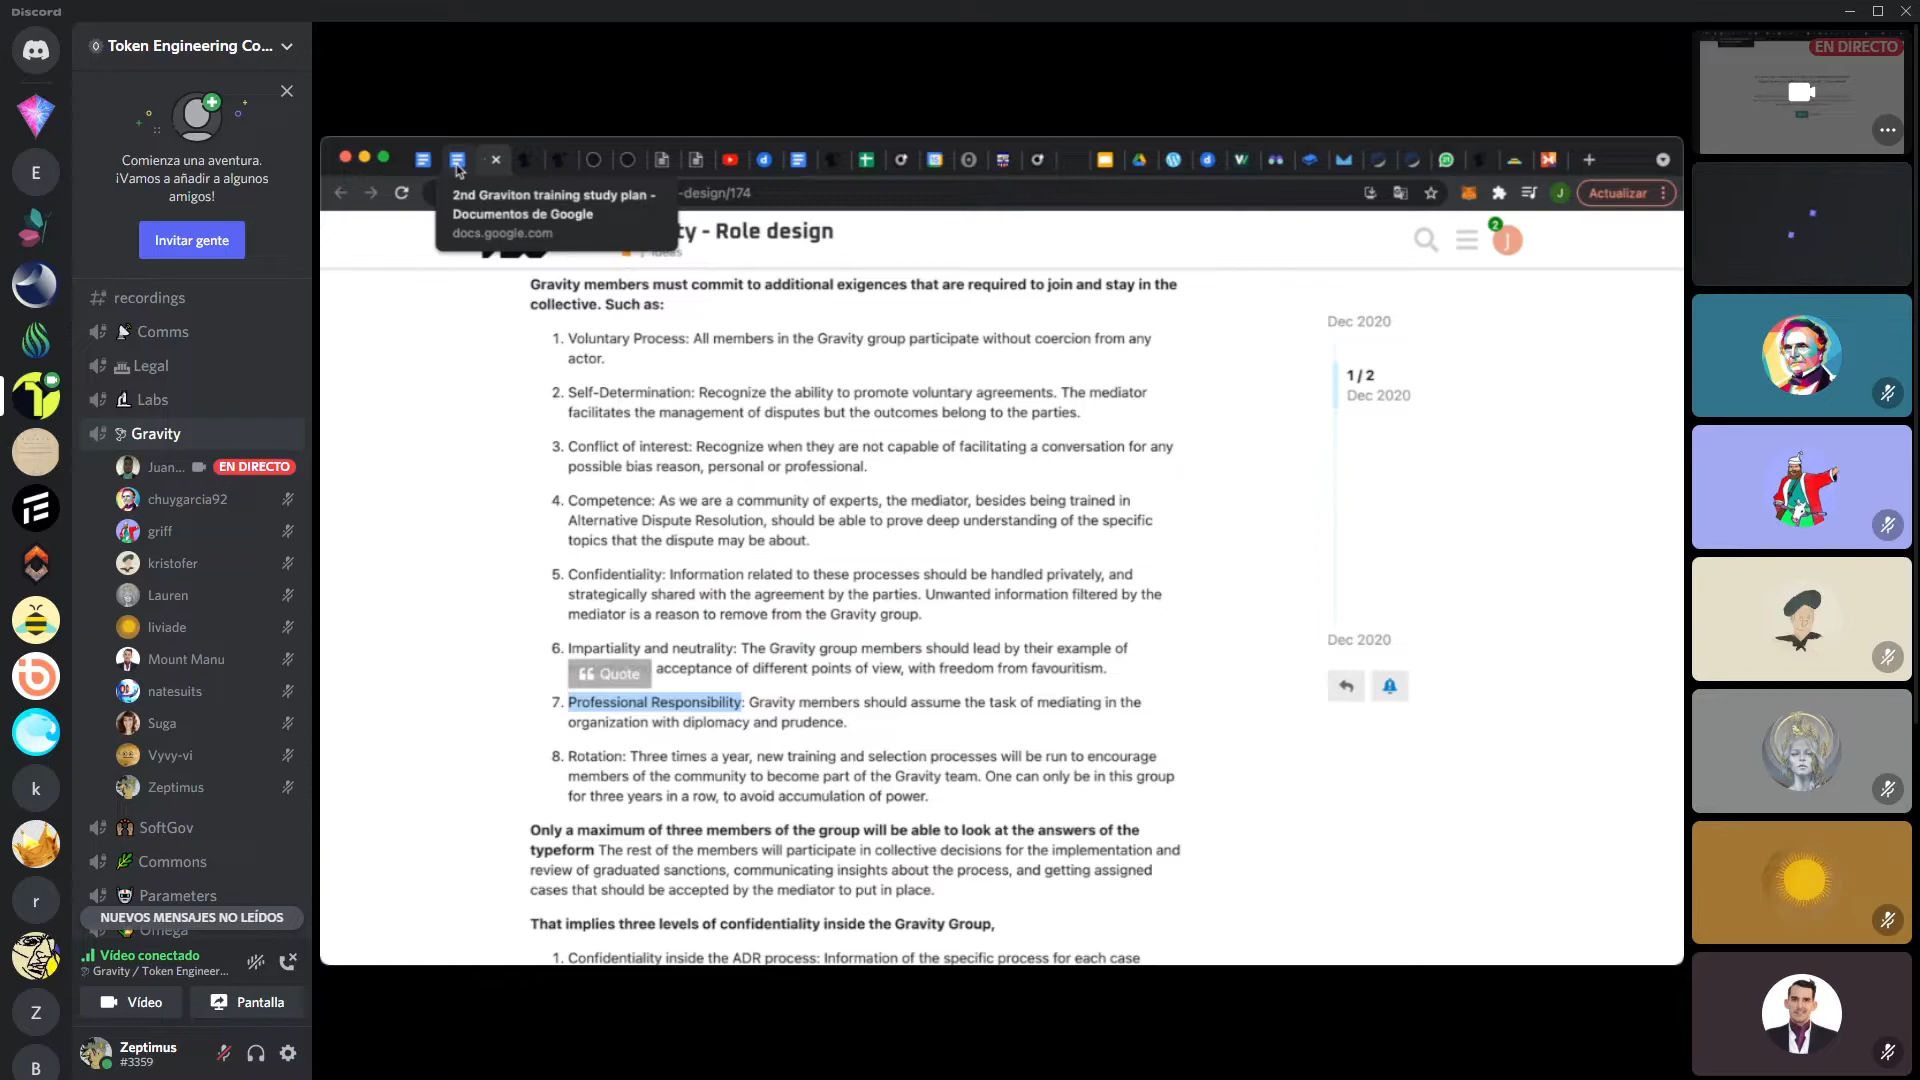 Discord
Token Engineering Co...
Comienza una aventura.
¡Vamos a añadir a algunos
amigos!
Invitar gente
recordings
Comms
Legal
Labs
Gravity
Juan... EN DIRECTO
chuygarcia92
griff
kristofer
Lauren
liviade
Mount Manu
natesuits
Suga
Vyvy-vi
Zeptimus
SoftGov
Commons
Parameters
NUEVOS MENSAJES NO LEÍDOS
Omega
Vídeo conectado
Gravity / Token Engineer...
Vídeo
Pantalla
Zeptimus
#3359
E
k
r
Z
B
2nd Graviton training study plan -
Documentos de Google
docs.google.com
-design/174
J
Actualizar
ty - Role design
2
J
Gravity members must commit to additional exigences that are required to join and stay in the
collective. Such as:
1. Voluntary Process: All members in the Gravity group participate without coercion from any
actor.
2. Self-Determination: Recognize the ability to promote voluntary agreements. The mediator
facilitates the management of disputes but the outcomes belong to the parties.
3. Conflict of interest: Recognize when they are not capable of facilitating a conversation for any
possible bias reason, personal or professional.
4. Competence: As we are a community of experts, the mediator, besides being trained in
Alternative Dispute Resolution, should be able to prove deep understanding of the specific
topics that the dispute may be about.
5. Confidentiality: Information related to these processes should be handled privately, and
strategically shared with the agreement by the parties. Unwanted information filtered by the
mediator is a reason to remove from the Gravity group.
6. Impartiality and neutrality: The Gravity group members should lead by their example of
Quote acceptance of different points of view, with freedom from favouritism.
7. Professional Responsibility: Gravity members should assume the task of mediating in the
organization with diplomacy and prudence.
8. Rotation: Three times a year, new training and selection processes will be run to encourage
members of the community to become part of the Gravity team. One can only be in this group
for three years in a row, to avoid accumulation of power.
Only a maximum of three members of the group will be able to look at the answers of the
typeform The rest of the members will participate in collective decisions for the implementation and
review of graduated sanctions, communicating insights about the process, and getting assigned
cases that should be accepted by the mediator to put in place.
That implies three levels of confidentiality inside the Gravity Group,
1. Confidentiality inside the ADR process: Information of the specific process for each case
Dec 2020
1 / 2
Dec 2020
Dec 2020
EN DIRECTO